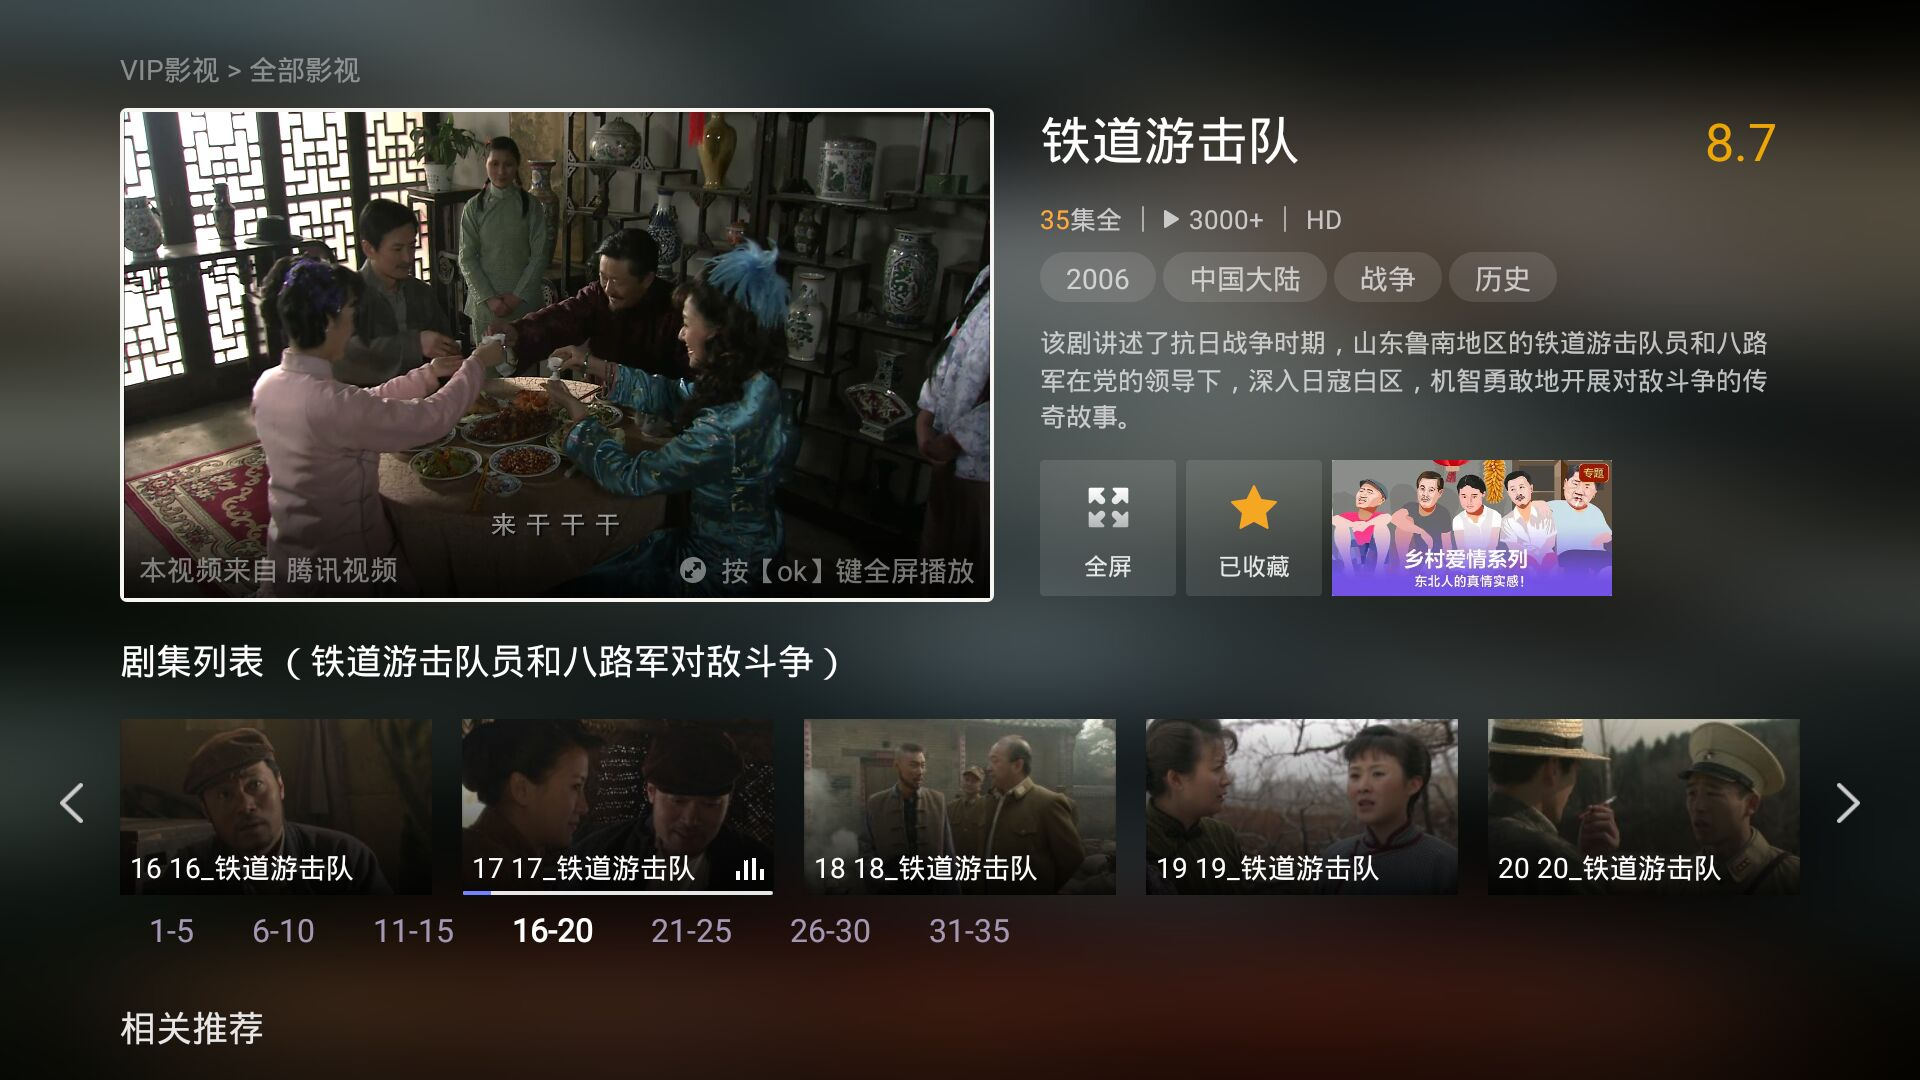 VIP影视 > 全部影视
来 干 干 干
本视频来自 腾讯视频
按【ok】键全屏播放
铁道游击队
8.7
35集全 | 3000+ | HD
2006 中国大陆 战争 历史
该剧讲述了抗日战争时期，山东鲁南地区的铁道游击队员和八路
军在党的领导下，深入日寇白区，机智勇敢地开展对敌斗争的传
奇故事。
全屏
已收藏
专题
乡村爱情系列
东北人的真情实感！
剧集列表 （铁道游击队员和八路军对敌斗争）
16 16_铁道游击队
17 17_铁道游击队
18 18_铁道游击队
19 19_铁道游击队
20 20_铁道游击队
1-5 6-10 11-15 16-20 21-25 26-30 31-35
相关推荐